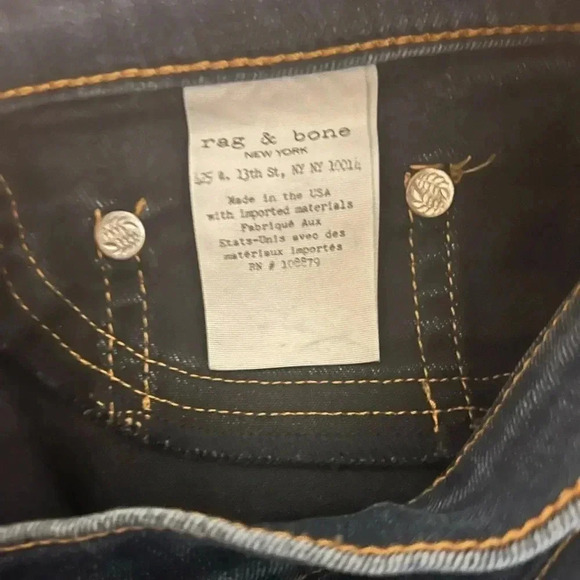 rag & bone
NEW YORK
425 W. 13th St, NY NY 10014
Made in the USA
with imported materials
Fabriqué Aux
États-Unis avec des
matériaux importés
RN # 108879